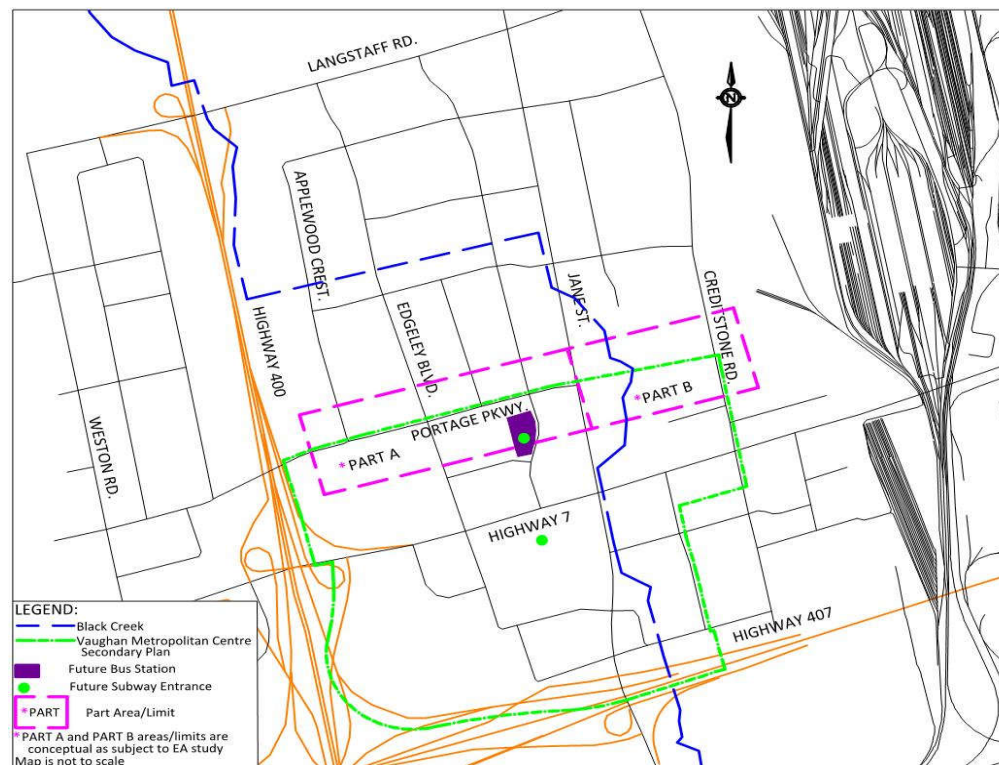 LANGSTAFF RD.
N
APPLEWOOD CREST.
JANE ST.
CREDITSTONE RD.
HIGHWAY 400
EDGELEY BLVD.
*PART B
PORTAGE PKWY.
*PART A
WESTON RD.
HIGHWAY 7
HIGHWAY 407
LEGEND:
Black Creek
Vaughan Metropolitan Centre
Secondary Plan
Future Bus Station
Future Subway Entrance
*PART Part Area/Limit
*PART A and PART B areas/limits are
conceptual as subject to EA study
Map is not to scale